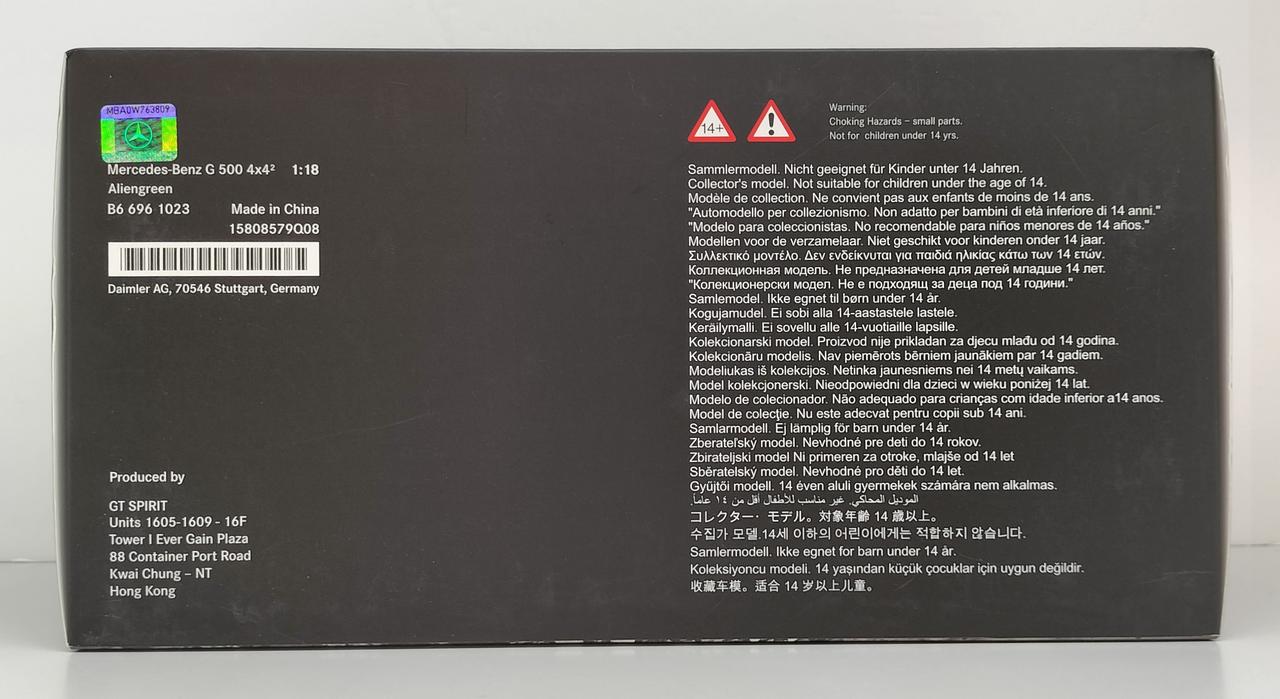 MBA0W763809
Mercedes-Benz G 500 4x4² 1:18
Aliengreen
B6 696 1023 Made in China
15808579Q08
Daimler AG, 70546 Stuttgart, Germany
Produced by
GT SPIRIT
Units 1605-1609 - 16F
Tower I Ever Gain Plaza
88 Container Port Road
Kwai Chung – NT
Hong Kong
14+
!
Warning:
Choking Hazards – small parts.
Not for children under 14 yrs.
Sammlermodell. Nicht geeignet für Kinder unter 14 Jahren.
Collector's model. Not suitable for children under the age of 14.
Modèle de collection. Ne convient pas aux enfants de moins de 14 ans.
"Automodello per collezionismo. Non adatto per bambini di età inferiore di 14 anni."
"Modelo para coleccionistas. No recomendable para niños menores de 14 años."
Modellen voor de verzamelaar. Niet geschikt voor kinderen onder 14 jaar.
Συλλεκτικό μοντέλο. Δεν ενδείκνυται για παιδιά ηλικίας κάτω των 14 ετών.
Коллекционная модель. Не предназначена для детей младше 14 лет.
"Колекционерски модел. Не е подходящ за деца под 14 години."
Samlemodel. Ikke egnet til børn under 14 år.
Kogujamudel. Ei sobi alla 14-aastastele lastele.
Keräilymalli. Ei sovellu alle 14-vuotiaille lapsille.
Kolekcionarski model. Proizvod nije prikladan za djecu mlađu od 14 godina.
Kolekcionāru modelis. Nav piemērots bērniem jaunākiem par 14 gadiem.
Modeliukas iš kolekcijos. Netinka jaunesniems nei 14 metų vaikams.
Model kolekcjonerski. Nieodpowiedni dla dzieci w wieku poniżej 14 lat.
Modelo de colecionador. Não adequado para crianças com idade inferior a14 anos.
Model de colecţie. Nu este adecvat pentru copii sub 14 ani.
Samlarmodell. Ej lämplig för barn under 14 år.
Zberateľský model. Nevhodné pre deti do 14 rokov.
Zbirateljski model Ni primeren za otroke, mlajše od 14 let
Sběratelský model. Nevhodné pro děti do 14 let.
Gyűjtői modell. 14 éven aluli gyermekek számára nem alkalmas.
الموديل المحاكي. غير مناسب للأطفال أقل من ١٤ عاماً.
コレクター・モデル。対象年齢 14 歳以上。
수집가 모델.14세 이하의 어린이에게는 적합하지 않습니다.
Samlermodell. Ikke egnet for barn under 14 år.
Koleksiyoncu modeli. 14 yaşından küçük çocuklar için uygun değildir.
收藏车模。适合 14 岁以上儿童。